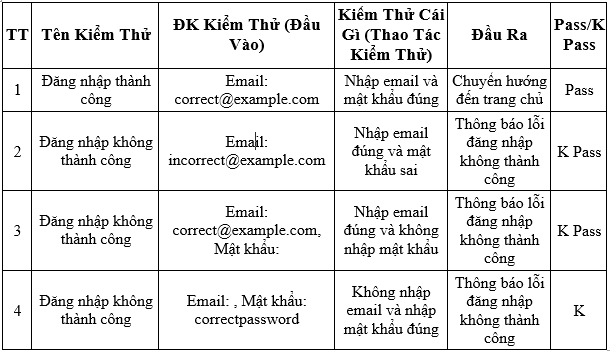 TT
Tên Kiểm Thử
ĐK Kiểm Thử (Đầu
Vào)
Kiểm Thử Cái
Gì (Thao Tác
Kiểm Thử)
Đầu Ra
Pass/K
Pass
1
Đăng nhập thành
công
Email:
correct@example.com
Nhập email và
mật khẩu đúng
Chuyển hướng
đến trang chủ
Pass
2
Đăng nhập không
thành công
Email:
incorrect@example.com
Nhập email
đúng và mật
khẩu sai
Thông báo lỗi
đăng nhập
không thành
công
K Pass
3
Đăng nhập không
thành công
Email:
correct@example.com,
Mật khẩu:
Nhập email
đúng và không
nhập mật khẩu
Thông báo lỗi
đăng nhập
không thành
công
K Pass
4
Đăng nhập không
thành công
Email: , Mật khẩu:
correctpassword
Không nhập
email và nhập
mật khẩu đúng
Thông báo lỗi
đăng nhập
không thành
công
K